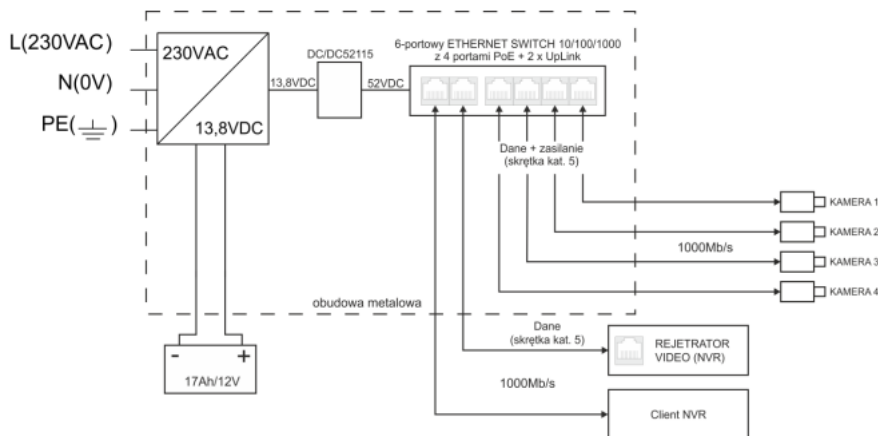 L(230VAC)
N(0V)
PE( )
230VAC
13,8VDC
13,8VDC
DC/DC52115
52VDC
6-portowy ETHERNET SWITCH 10/100/1000
z 4 portami PoE + 2 x UpLink
Dane + zasilanie
(skrętka kat. 5)
KAMERA 1
KAMERA 2
1000Mb/s
KAMERA 3
KAMERA 4
obudowa metalowa
- +
17Ah/12V
Dane
(skrętka kat. 5)
REJETRATOR
VIDEO (NVR)
1000Mb/s
Client NVR